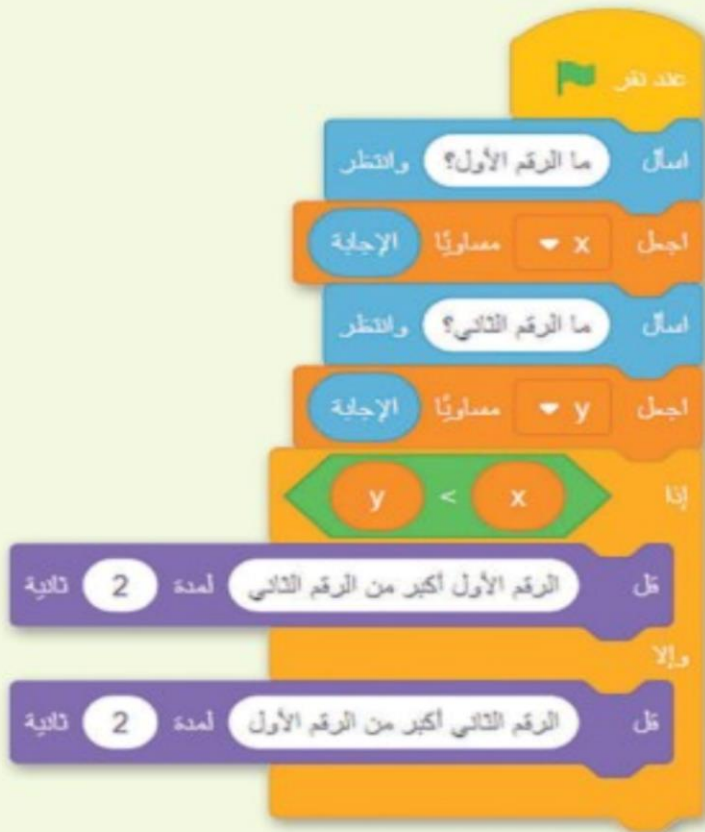 عند نقر
اسأل ما الرقم الأول؟ وانتظر
اجعل x مساويًا الإجابة
اسأل ما الرقم الثاني؟ وانتظر
اجعل y مساويًا الإجابة
إذا x > y
قل الرقم الأول أكبر من الرقم الثاني لمدة 2 ثانية
وإلا
قل الرقم الثاني أكبر من الرقم الأول لمدة 2 ثانية